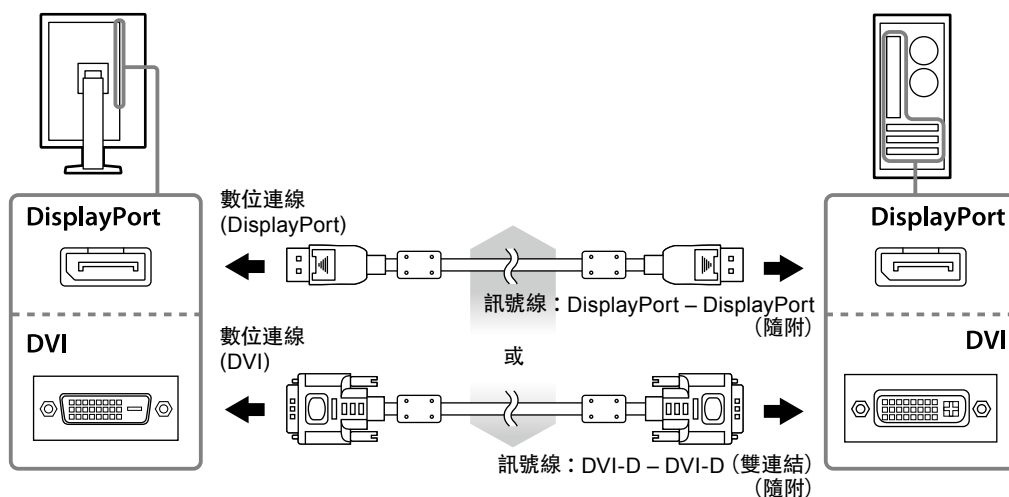 DisplayPort
DVI
數位連線
(DisplayPort)
訊號線：DisplayPort – DisplayPort
（隨附）
數位連線
(DVI)
或
訊號線：DVI-D – DVI-D（雙連結）
（隨附）
DisplayPort
DVI